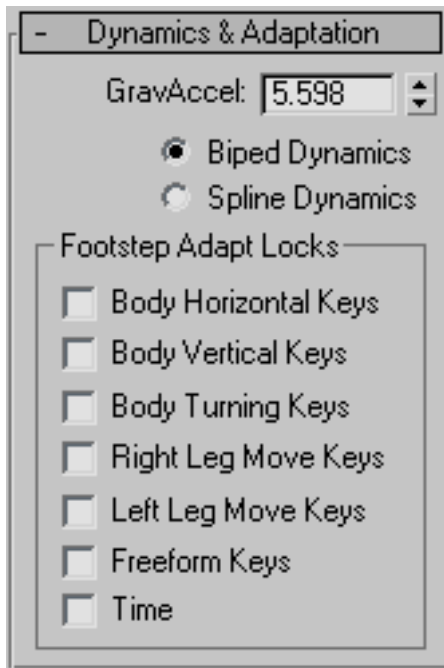 - Dynamics & Adaptation
GravAccel: 5.598
Biped Dynamics
Spline Dynamics
Footstep Adapt Locks
Body Horizontal Keys
Body Vertical Keys
Body Turning Keys
Right Leg Move Keys
Left Leg Move Keys
Freeform Keys
Time